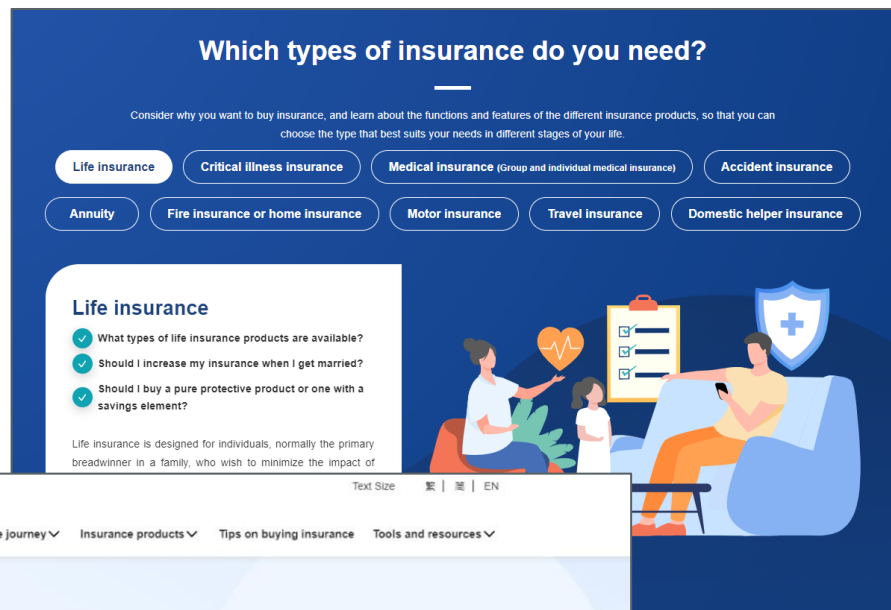 Which types of insurance do you need?
Consider why you want to buy insurance, and learn about the functions and features of the different insurance products, so that you can
choose the type that best suits your needs in different stages of your life.
Life insurance
Critical illness insurance
Medical insurance (Group and individual medical insurance)
Accident insurance
Annuity
Fire insurance or home insurance
Motor insurance
Travel insurance
Domestic helper insurance
Life insurance
What types of life insurance products are available?
Should I increase my insurance when I get married?
Should I buy a pure protective product or one with a
savings element?
Life insurance is designed for individuals, normally the primary
breadwinner in a family, who wish to minimize the impact of
Text Size 繁 | 简 | EN
journey Insurance products Tips on buying insurance Tools and resources